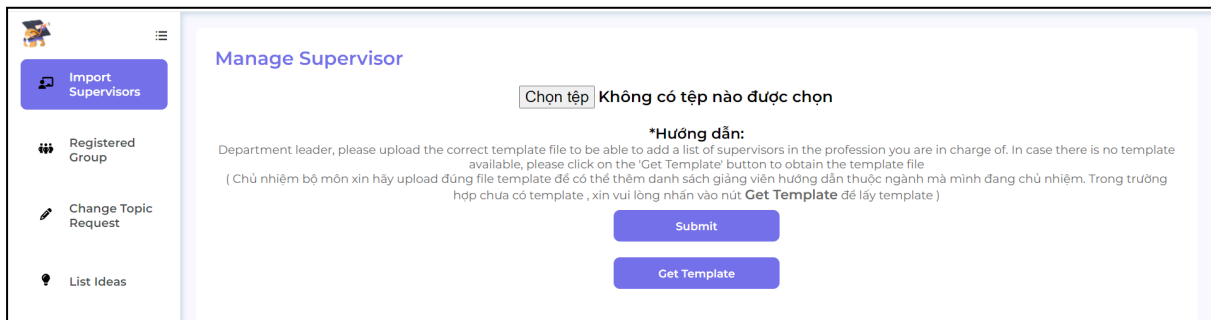 Import
Supervisors
Registered
Group
Change Topic
Request
List Ideas
Manage Supervisor
Chọn tệp Không có tệp nào được chọn
*Hướng dẫn:
Department leader, please upload the correct template file to be able to add a list of supervisors in the profession you are in charge of. In case there is no template
available, please click on the 'Get Template' button to obtain the template file
( Chủ nhiệm bộ môn xin hãy upload đúng file template để có thể thêm danh sách giảng viên hướng dẫn thuộc ngành mà mình đang chủ nhiệm. Trong trường
hợp chưa có template , xin vui lòng nhấn vào nút Get Template để lấy template )
Submit
Get Template